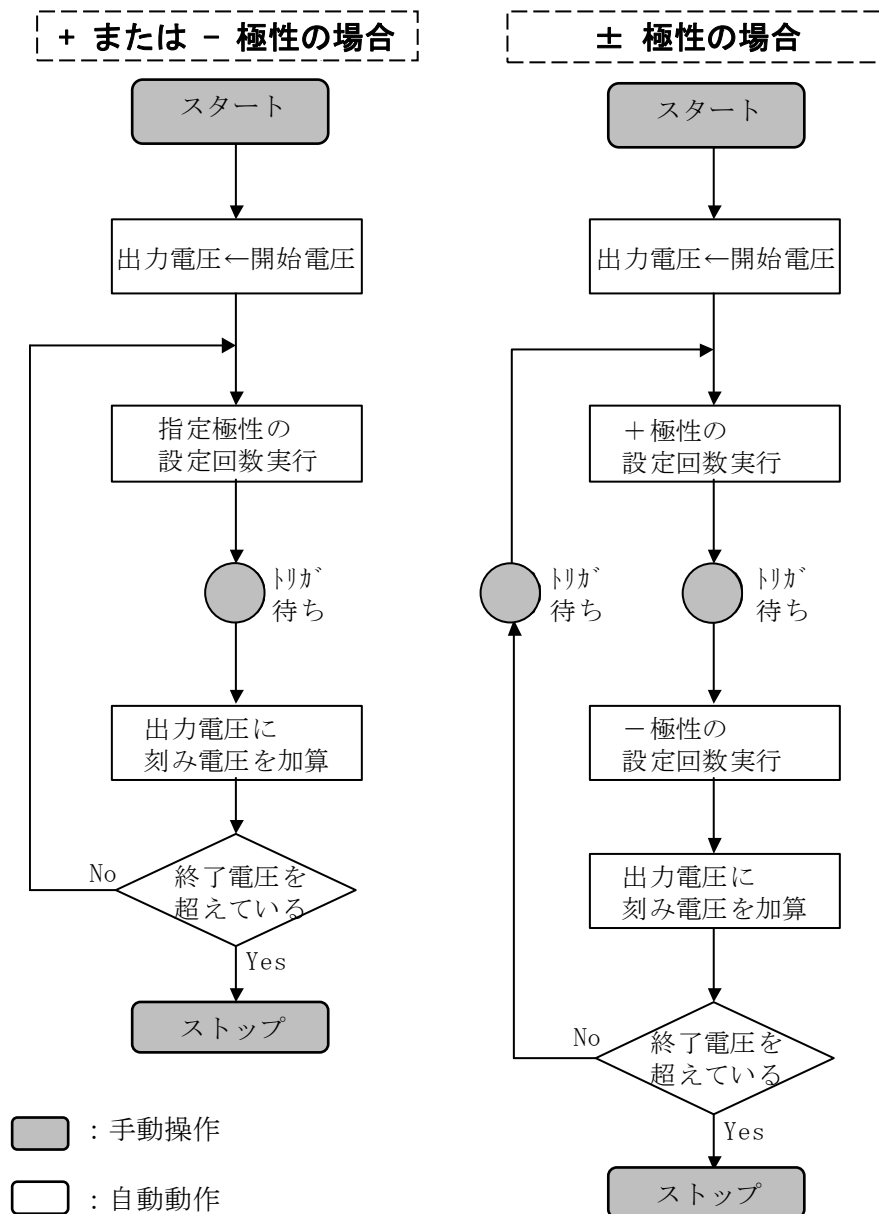 + または - 極性の場合
スタート
出力電圧←開始電圧
指定極性の
設定回数実行
ﾄﾘｶﾞ
待ち
出力電圧に
刻み電圧を加算
No
終了電圧を
超えている
Yes
ストップ
：手動操作
：自動動作
± 極性の場合
スタート
出力電圧←開始電圧
＋極性の
設定回数実行
ﾄﾘｶﾞ
待ち
ﾄﾘｶﾞ
待ち
－極性の
設定回数実行
出力電圧に
刻み電圧を加算
No
終了電圧を
超えている
Yes
ストップ